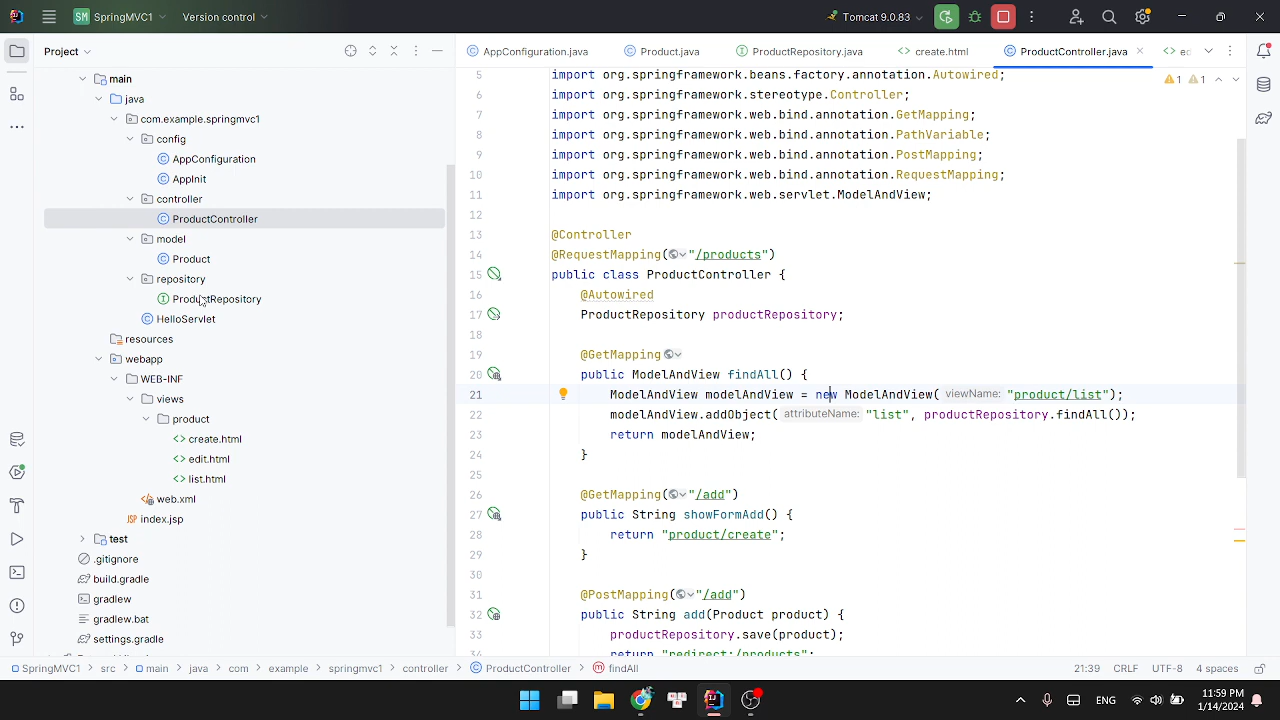 SM SpringMVC1 Version control Tomcat 9.0.83
Project
AppConfiguration.java Product.java ProductRepository.java create.html ProductController.java
main
java
com.example.springmvc1
config
AppConfiguration
AppInit
controller
ProductController
model
Product
repository
ProductRepository
HelloServlet
resources
webapp
WEB-INF
views
product
create.html
edit.html
list.html
web.xml
index.jsp
test
.gitignore
build.gradle
gradlew
gradlew.bat
settings.gradle
1 1
5 import org.springframework.beans.factory.annotation.Autowired;
6 import org.springframework.stereotype.Controller;
7 import org.springframework.web.bind.annotation.GetMapping;
8 import org.springframework.web.bind.annotation.PathVariable;
9 import org.springframework.web.bind.annotation.PostMapping;
10 import org.springframework.web.bind.annotation.RequestMapping;
11 import org.springframework.web.servlet.ModelAndView;
12
13 @Controller
14 @RequestMapping("/products")
15 public class ProductController {
16 @Autowired
17 ProductRepository productRepository;
18
19 @GetMapping
20 public ModelAndView findAll() {
21 ModelAndView modelAndView = new ModelAndView( viewName: "product/list");
22 modelAndView.addObject( attributeName: "list", productRepository.findAll());
23 return modelAndView;
24 }
25
26 @GetMapping("/add")
27 public String showFormAdd() {
28 return "product/create";
29 }
30
31 @PostMapping("/add")
32 public String add(Product product) {
33 productRepository.save(product);
34 return "redirect:/products";
SpringMVC1 > src > main > java > com > example > springmvc1 > controller > ProductController > findAll 21:39 CRLF UTF-8 4 spaces
ENG 11:59 PM
1/14/2024